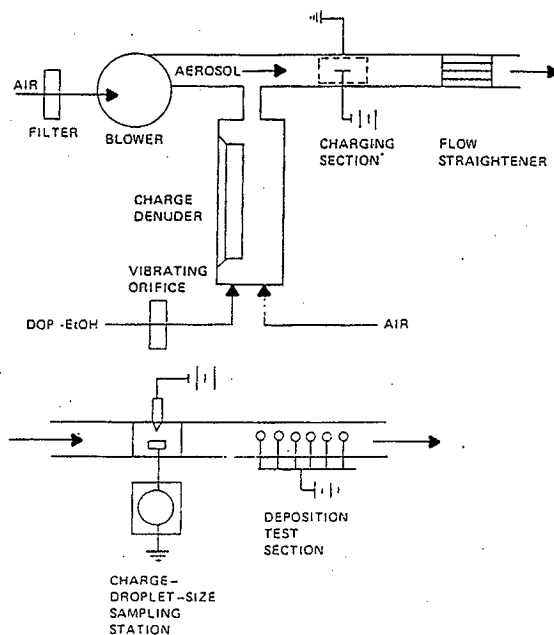 AIR
FILTER
BLOWER
AEROSOL
CHARGING
SECTION
FLOW
STRAIGHTENER
CHARGE
DENUDER
VIBRATING
ORIFICE
DOP-EtOH
AIR
DEPOSITION
TEST
SECTION
CHARGE-
DROPLET-SIZE
SAMPLING
STATION